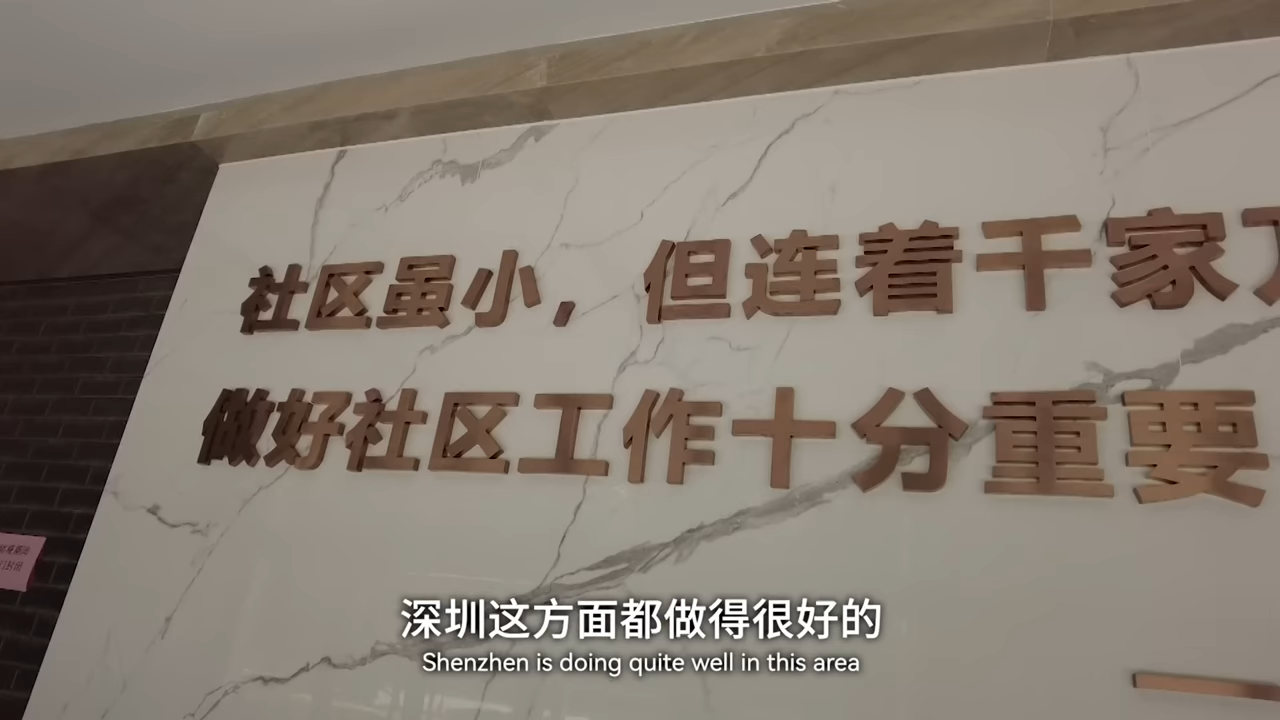 社区虽小，但连着千家万
做好社区工作十分重要
深圳这方面都做得很好的
Shenzhen is doing quite well in this area